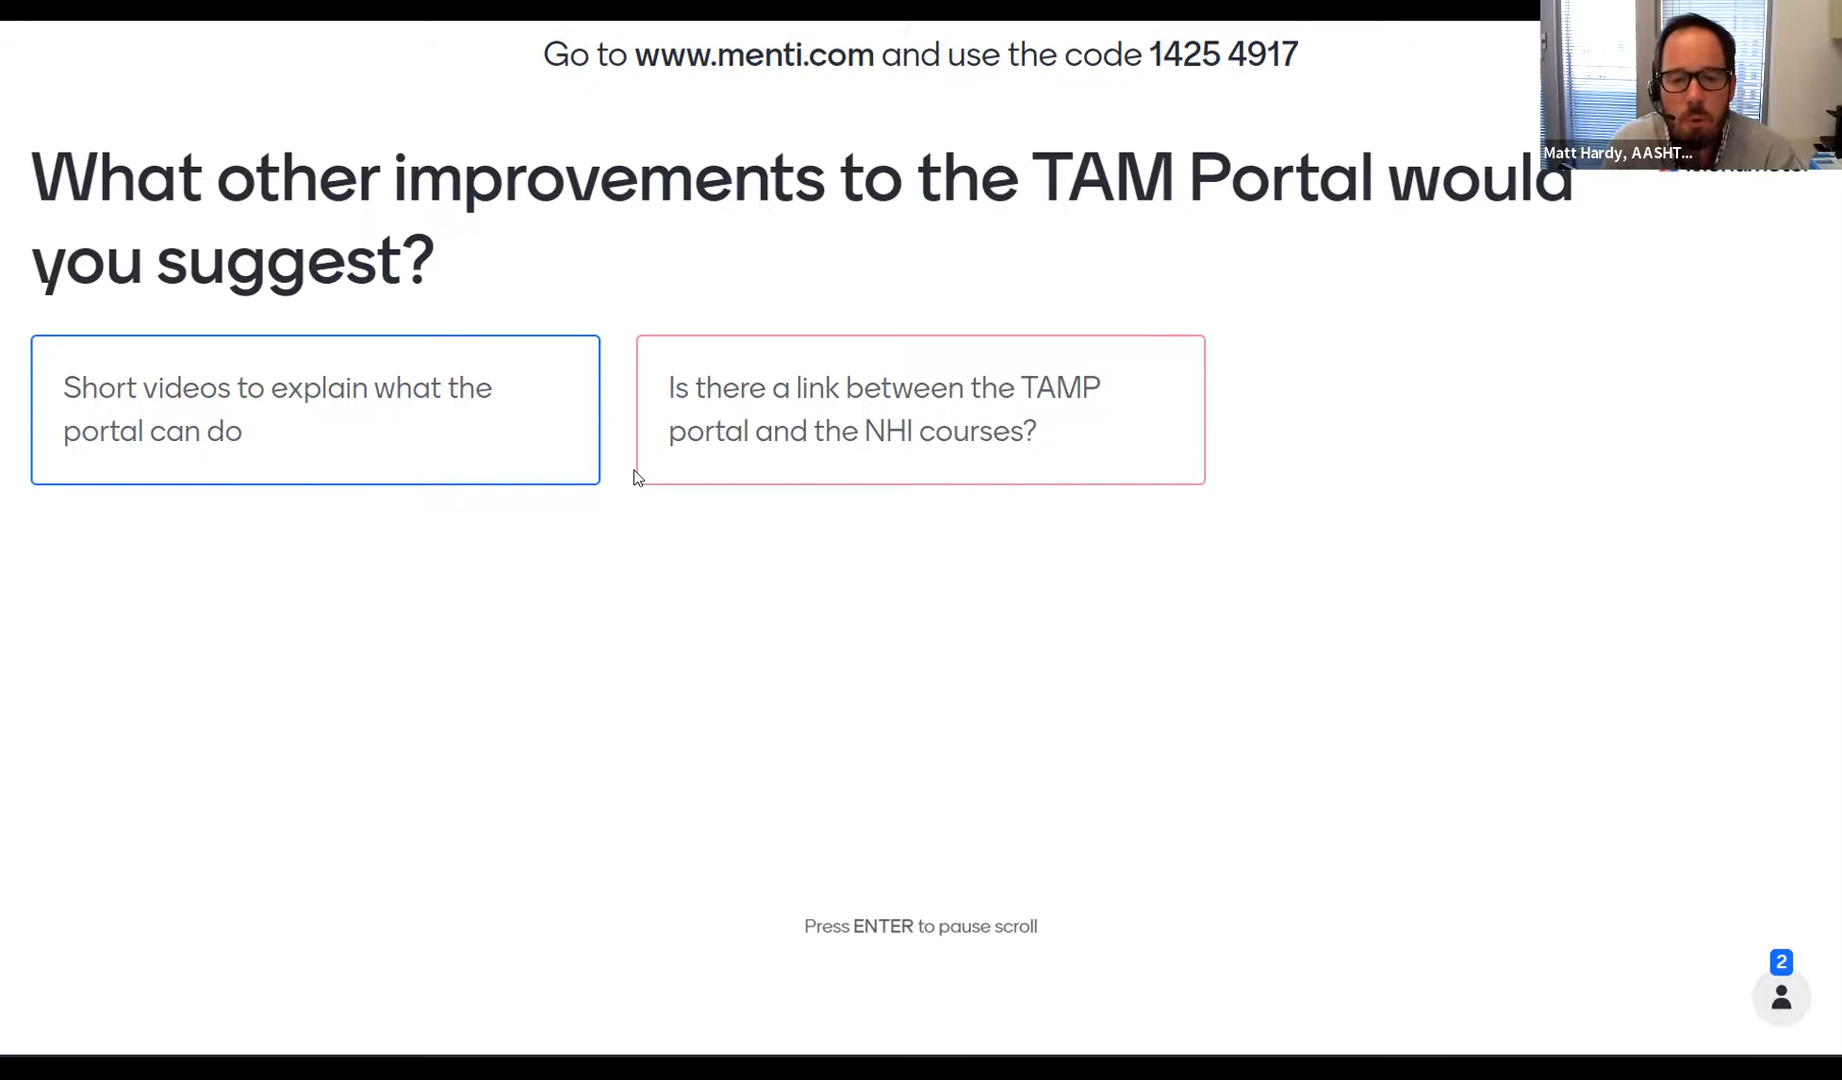 Go to www.menti.com and use the code 1425 4917
Matt Hardy, AASHT...
What other improvements to the TAM Portal would
you suggest?
Short videos to explain what the
portal can do
Is there a link between the TAMP
portal and the NHI courses?
Press ENTER to pause scroll
2